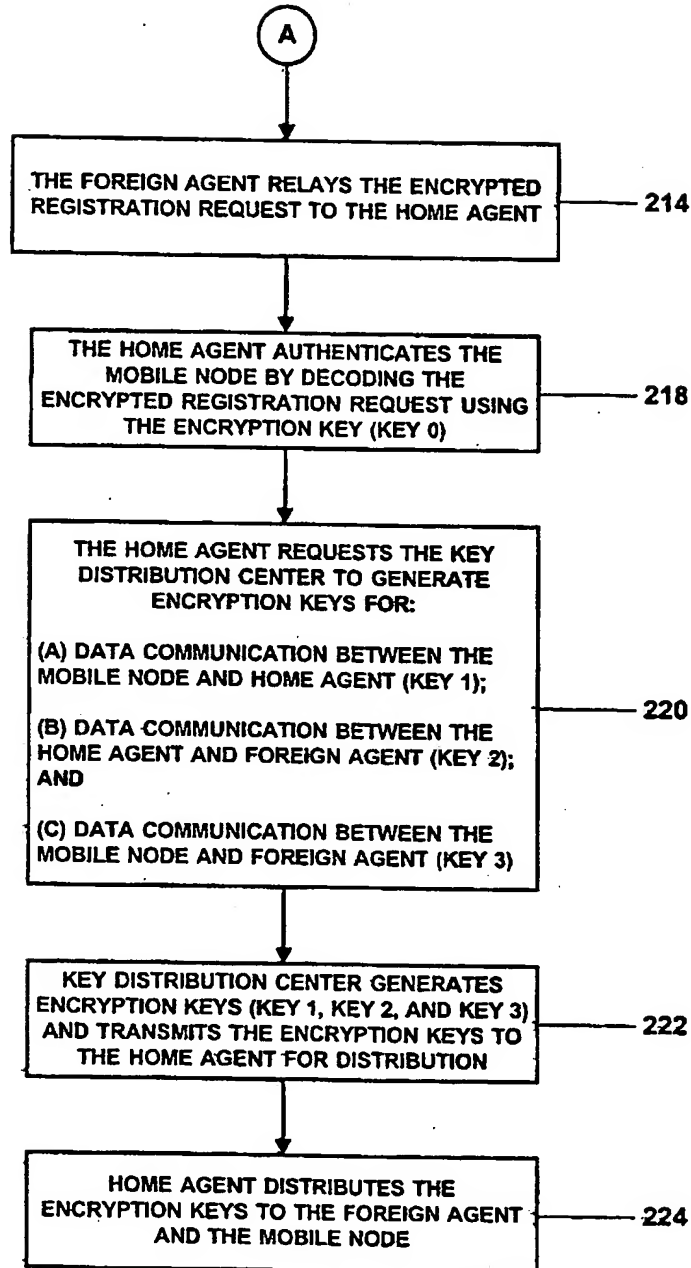 A
THE FOREIGN AGENT RELAYS THE ENCRYPTED
REGISTRATION REQUEST TO THE HOME AGENT
214
THE HOME AGENT AUTHENTICATES THE
MOBILE NODE BY DECODING THE
ENCRYPTED REGISTRATION REQUEST USING
THE ENCRYPTION KEY (KEY 0)
218
THE HOME AGENT REQUESTS THE KEY
DISTRIBUTION CENTER TO GENERATE
ENCRYPTION KEYS FOR:
(A) DATA COMMUNICATION BETWEEN THE
MOBILE NODE AND HOME AGENT (KEY 1);
(B) DATA COMMUNICATION BETWEEN THE
HOME AGENT AND FOREIGN AGENT (KEY 2);
AND
(C) DATA COMMUNICATION BETWEEN THE
MOBILE NODE AND FOREIGN AGENT (KEY 3)
220
KEY DISTRIBUTION CENTER GENERATES
ENCRYPTION KEYS (KEY 1, KEY 2, AND KEY 3)
AND TRANSMITS THE ENCRYPTION KEYS TO
THE HOME AGENT FOR DISTRIBUTION
222
HOME AGENT DISTRIBUTES THE
ENCRYPTION KEYS TO THE FOREIGN AGENT
AND THE MOBILE NODE
224